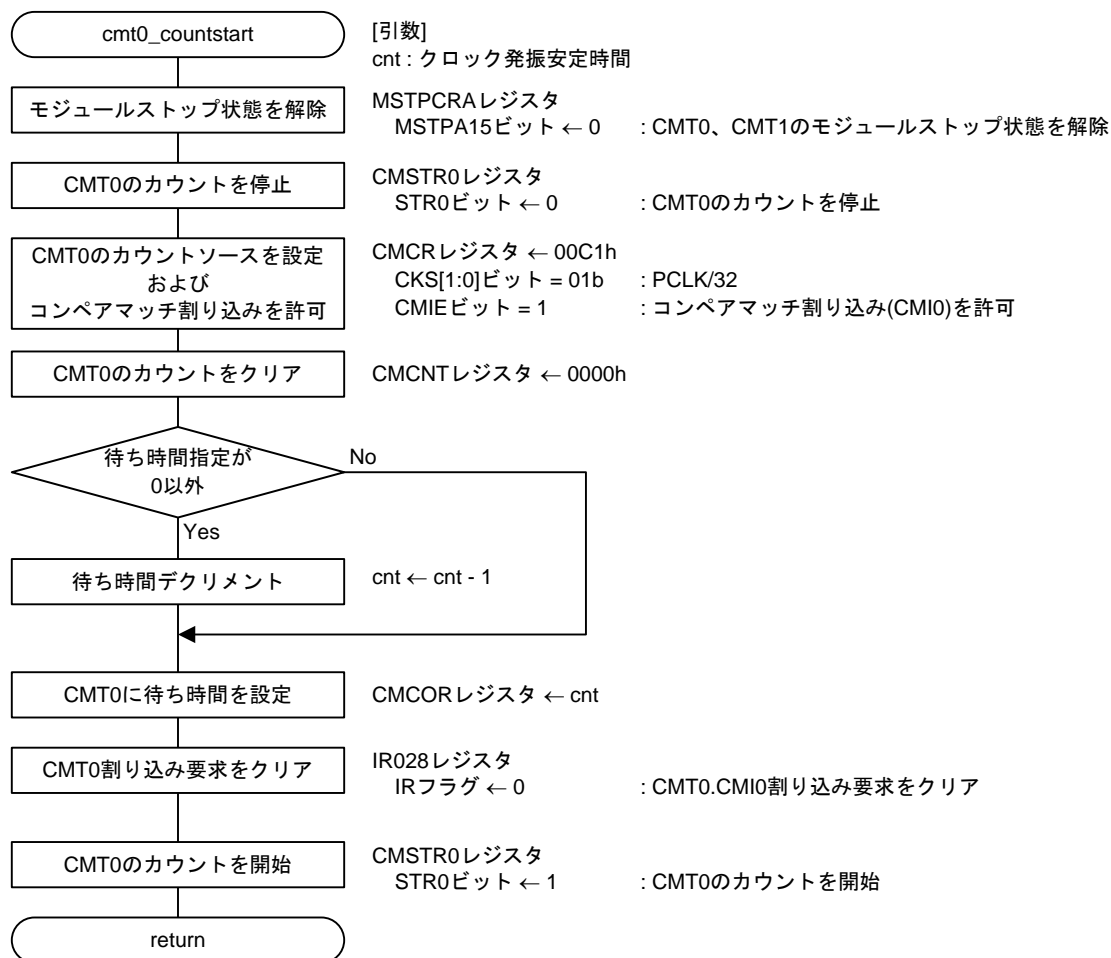 cmt0_countstart
[引数]
cnt : クロック発振安定時間
モジュールストップ状態を解除
MSTPCRAレジスタ
MSTPA15ビット ← 0 : CMT0、CMT1のモジュールストップ状態を解除
CMT0のカウントを停止
CMSTR0レジスタ
STR0ビット ← 0 : CMT0のカウントを停止
CMT0のカウントソースを設定
および
コンペアマッチ割り込みを許可
CMCRレジスタ ← 00C1h
CKS[1:0]ビット = 01b : PCLK/32
CMIEビット = 1 : コンペアマッチ割り込み(CMI0)を許可
CMT0のカウントをクリア
CMCNTレジスタ ← 0000h
待ち時間指定が
0以外
No
Yes
待ち時間デクリメント
cnt ← cnt - 1
CMT0に待ち時間を設定
CMCORレジスタ ← cnt
CMT0割り込み要求をクリア
IR028レジスタ
IRフラグ ← 0 : CMT0.CMI0割り込み要求をクリア
CMT0のカウントを開始
CMSTR0レジスタ
STR0ビット ← 1 : CMT0のカウントを開始
return